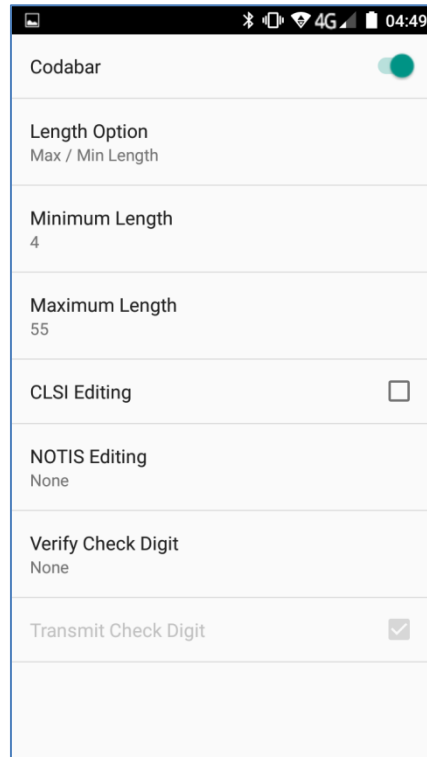 4G 04:49
Codabar
Length Option
Max / Min Length
Minimum Length
4
Maximum Length
55
CLSI Editing
NOTIS Editing
None
Verify Check Digit
None
Transmit Check Digit